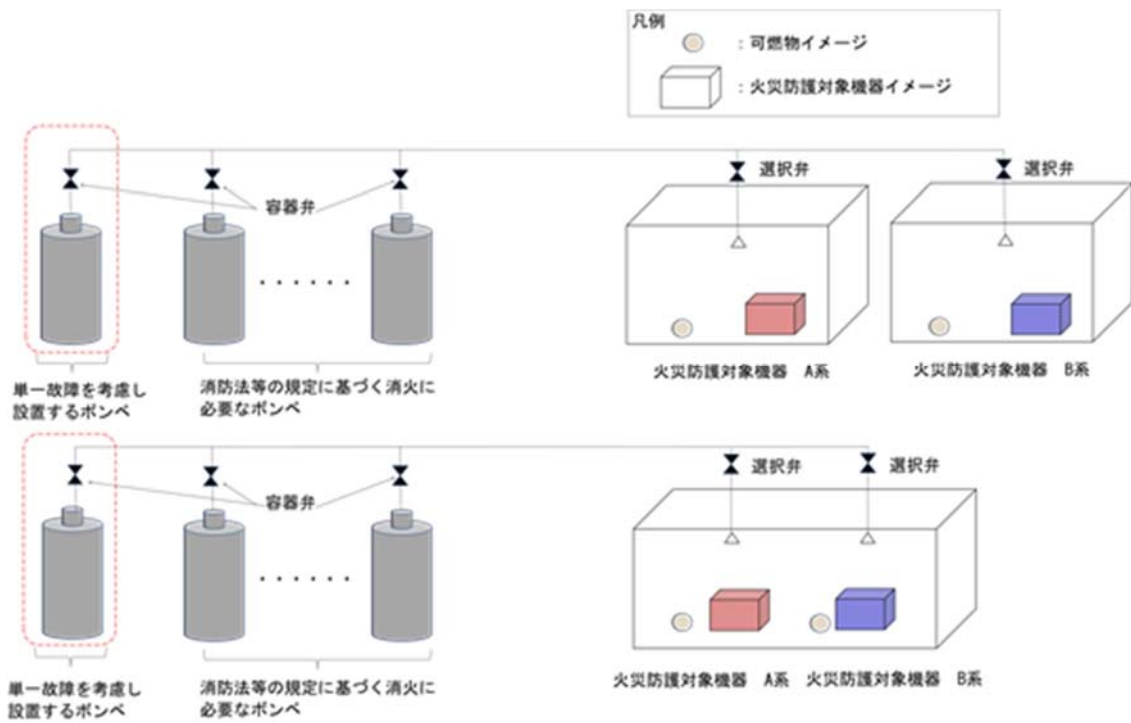 凡例
：可燃物イメージ
：火災防護対象機器イメージ
選択弁
選択弁
容器弁
・・・・・・
火災防護対象機器 A系
火災防護対象機器 B系
単一故障を考慮し
設置するボンベ
消防法等の規定に基づく消火に
必要なボンベ
選択弁
選択弁
容器弁
・・・・・・
火災防護対象機器 A系
火災防護対象機器 B系
単一故障を考慮し
設置するボンベ
消防法等の規定に基づく消火に
必要なボンベ